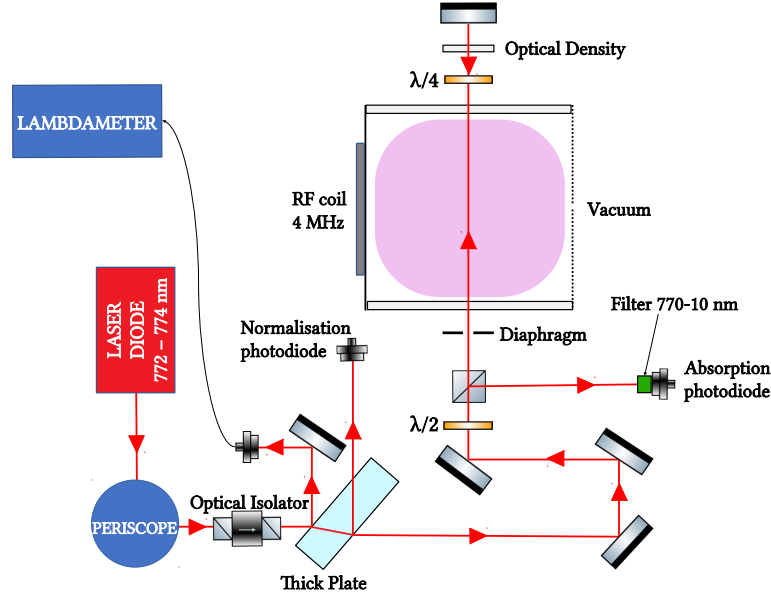 Optical Density
λ/4
LAMBDAMETER
RF coil
4 MHz
Vacuum
LASER
DIODE
772 – 774 nm
Filter 770-10 nm
Normalisation
photodiode
Diaphragm
Absorption
photodiode
λ/2
Optical Isolator
PERISCOPE
Thick Plate